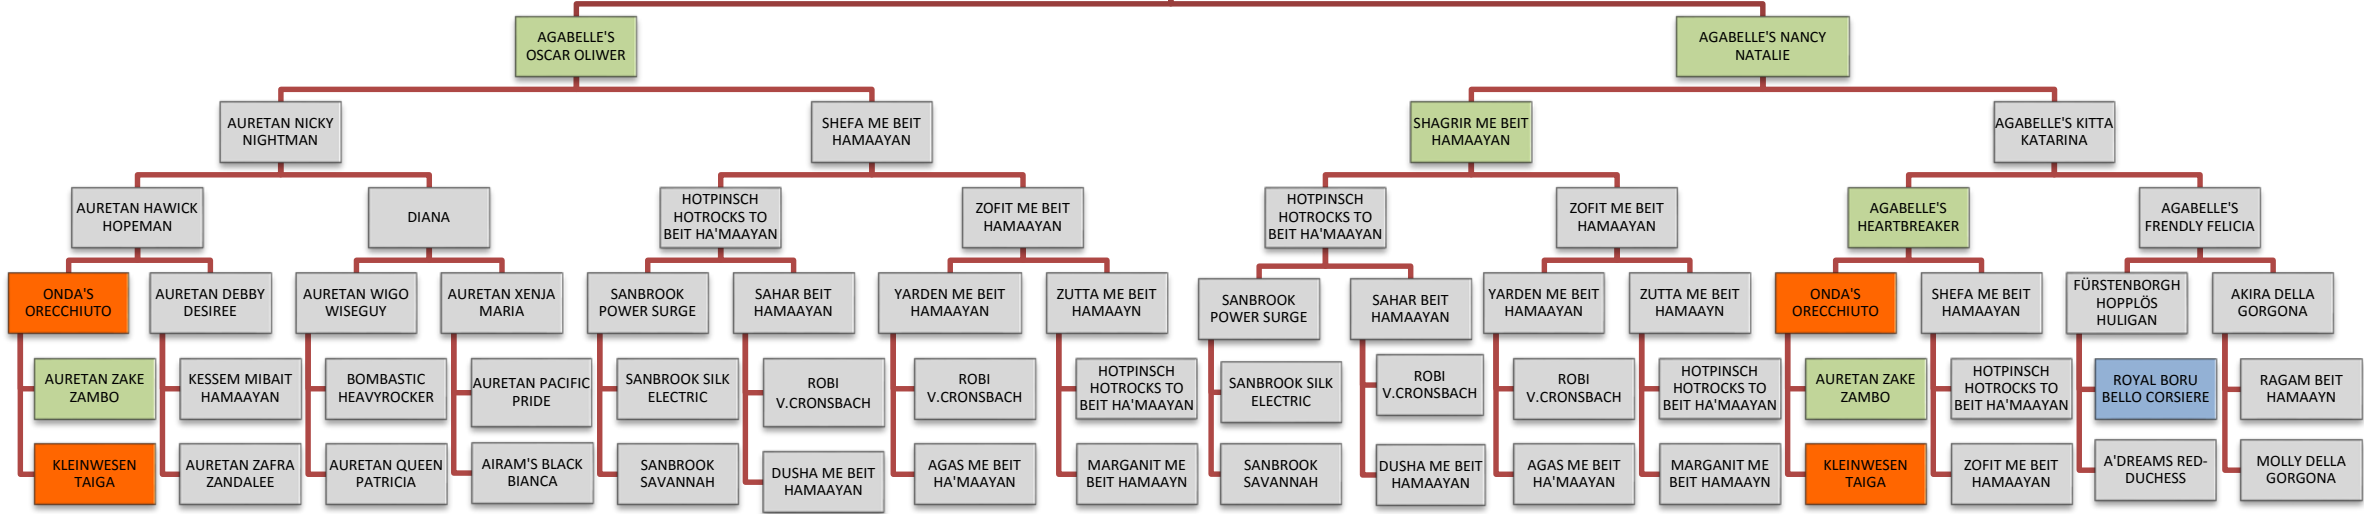 AGABELLE'S
OSCAR OLIWER
AGABELLE'S NANCY
NATALIE
AURETAN NICKY
NIGHTMAN
SHEFA ME BEIT
HAMAAYAN
SHAGRIR ME BEIT
HAMAAYAN
AGABELLE'S KITTA
KATARINA
AURETAN HAWICK
HOPEMAN
DIANA
HOTPINSCH
HOTROCKS TO
BEIT HA'MAAYAN
ZOFIT ME BEIT
HAMAAYAN
HOTPINSCH
HOTROCKS TO
BEIT HA'MAAYAN
ZOFIT ME BEIT
HAMAAYAN
AGABELLE'S
HEARTBREAKER
AGABELLE'S
FRENDLY FELICIA
ONDA'S
ORECCHIUTO
AURETAN DEBBY
DESIREE
AURETAN WIGO
WISEGUY
AURETAN XENJA
MARIA
SANBROOK
POWER SURGE
SAHAR BEIT
HAMAAYAN
YARDEN ME BEIT
HAMAAYAN
ZUTTA ME BEIT
HAMAAYN
SANBROOK
POWER SURGE
SAHAR BEIT
HAMAAYAN
YARDEN ME BEIT
HAMAAYAN
ZUTTA ME BEIT
HAMAAYN
ONDA'S
ORECCHIUTO
SHEFA ME BEIT
HAMAAYAN
FÜRSTENBORGH
HOPPLÖS
HULIGAN
AKIRA DELLA
GORGONA
AURETAN ZAKE
ZAMBO
KESSEM MIBAIT
HAMAAYAN
BOMBASTIC
HEAVYROCKER
AURETAN PACIFIC
PRIDE
SANBROOK SILK
ELECTRIC
ROBI
V.CRONSBACH
ROBI
V.CRONSBACH
HOTPINSCH
HOTROCKS TO
BEIT HA'MAAYAN
SANBROOK SILK
ELECTRIC
ROBI
V.CRONSBACH
ROBI
V.CRONSBACH
HOTPINSCH
HOTROCKS TO
BEIT HA'MAAYAN
AURETAN ZAKE
ZAMBO
HOTPINSCH
HOTROCKS TO
BEIT HA'MAAYAN
ROYAL BORU
BELLO CORSIERE
RAGAM BEIT
HAMAAYN
KLEINWESEN
TAIGA
AURETAN ZAFRA
ZANDALEE
AURETAN QUEEN
PATRICIA
AIRAM'S BLACK
BIANCA
SANBROOK
SAVANNAH
DUSHA ME BEIT
HAMAAYAN
AGAS ME BEIT
HA'MAAYAN
MARGANIT ME
BEIT HAMAAYN
SANBROOK
SAVANNAH
DUSHA ME BEIT
HAMAAYAN
AGAS ME BEIT
HA'MAAYAN
MARGANIT ME
BEIT HAMAAYN
KLEINWESEN
TAIGA
ZOFIT ME BEIT
HAMAAYAN
A'DREAMS RED-
DUCHESS
MOLLY DELLA
GORGONA